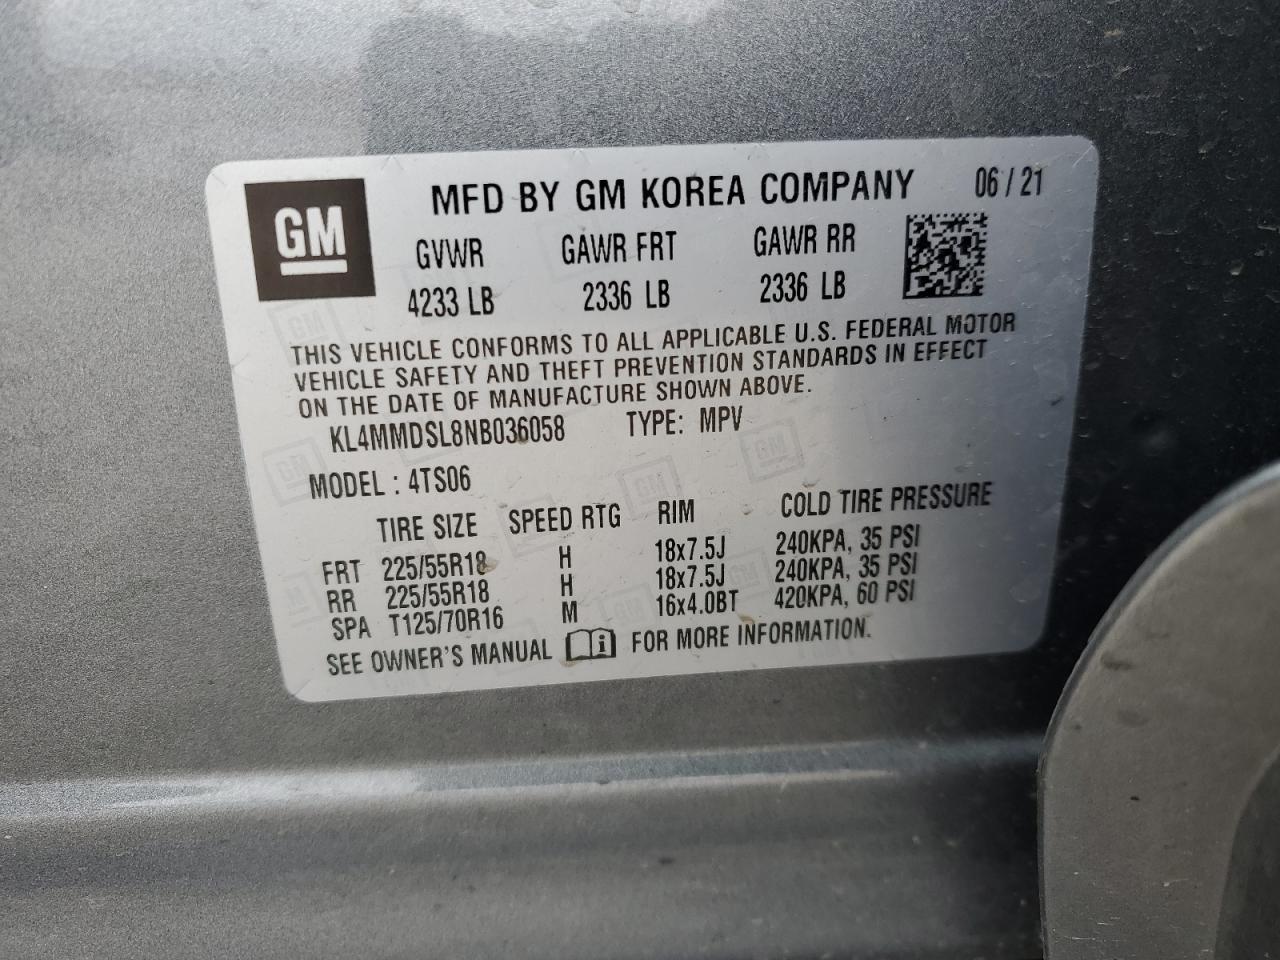 GM
MFD BY GM KOREA COMPANY 06 / 21
GVWR GAWR FRT GAWR RR
4233 LB 2336 LB 2336 LB
THIS VEHICLE CONFORMS TO ALL APPLICABLE U.S. FEDERAL MOTOR
VEHICLE SAFETY AND THEFT PREVENTION STANDARDS IN EFFECT
ON THE DATE OF MANUFACTURE SHOWN ABOVE.
KL4MMDSL8NB036058 TYPE: MPV
MODEL : 4TS06
TIRE SIZE SPEED RTG RIM COLD TIRE PRESSURE
FRT 225/55R18 H 18x7.5J 240KPA, 35 PSI
RR 225/55R18 H 18x7.5J 240KPA, 35 PSI
SPA T125/70R16 M 16x4.0BT 420KPA, 60 PSI
SEE OWNER'S MANUAL FOR MORE INFORMATION.